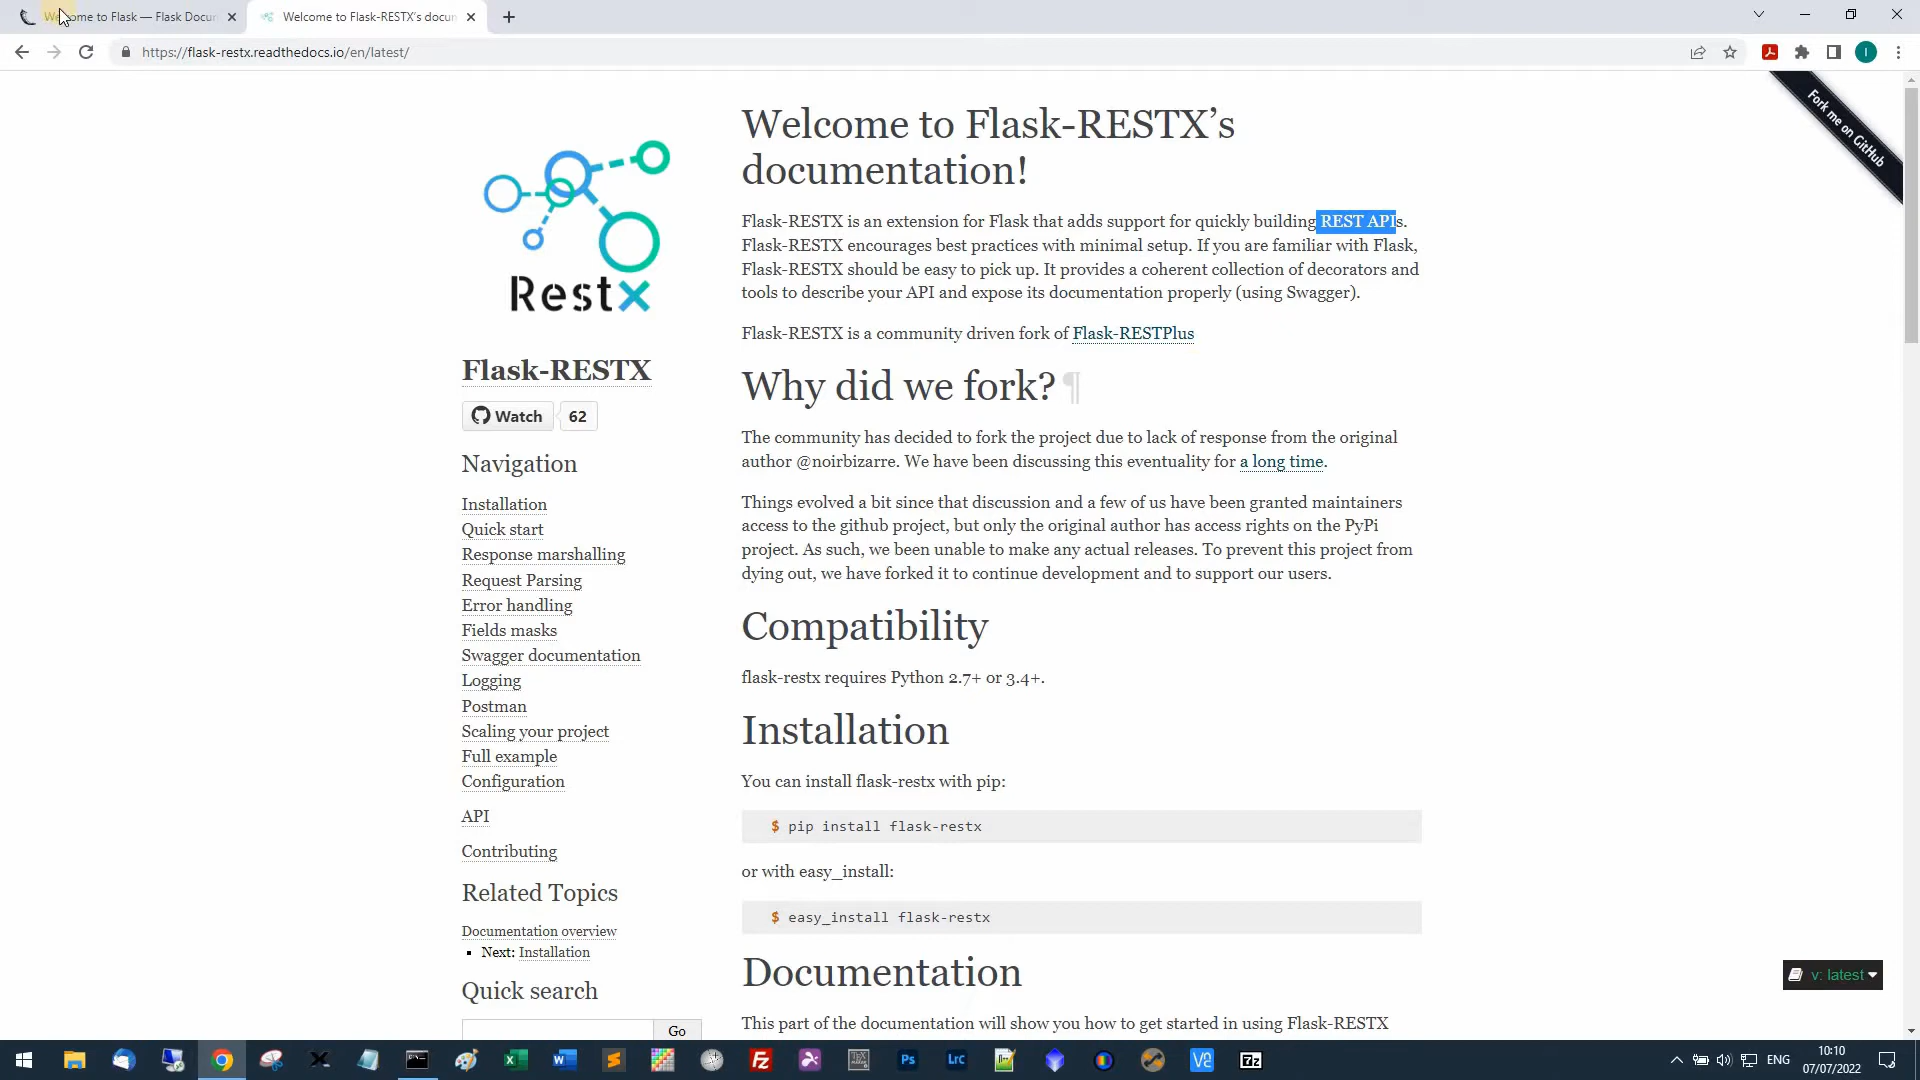 Welcome to Flask — Flask Docu
Welcome to Flask-RESTX's docun
https://flask-restx.readthedocs.io/en/latest/
I
Fork me on GitHub
RestX
Flask-RESTX
Watch 62
Navigation
Installation
Quick start
Response marshalling
Request Parsing
Error handling
Fields masks
Swagger documentation
Logging
Postman
Scaling your project
Full example
Configuration
API
Contributing
Related Topics
Documentation overview
Next: Installation
Quick search
Go
Welcome to Flask-RESTX’s
documentation!
Flask-RESTX is an extension for Flask that adds support for quickly building REST APIs.
Flask-RESTX encourages best practices with minimal setup. If you are familiar with Flask,
Flask-RESTX should be easy to pick up. It provides a coherent collection of decorators and
tools to describe your API and expose its documentation properly (using Swagger).
Flask-RESTX is a community driven fork of Flask-RESTPlus
Why did we fork? ¶
The community has decided to fork the project due to lack of response from the original
author @noirbizarre. We have been discussing this eventuality for a long time.
Things evolved a bit since that discussion and a few of us have been granted maintainers
access to the github project, but only the original author has access rights on the PyPi
project. As such, we been unable to make any actual releases. To prevent this project from
dying out, we have forked it to continue development and to support our users.
Compatibility
flask-restx requires Python 2.7+ or 3.4+.
Installation
You can install flask-restx with pip:
$ pip install flask-restx
or with easy_install:
$ easy_install flask-restx
Documentation
This part of the documentation will show you how to get started in using Flask-RESTX
v: latest
Ps
Lrc
7z
ENG
10:10
07/07/2022